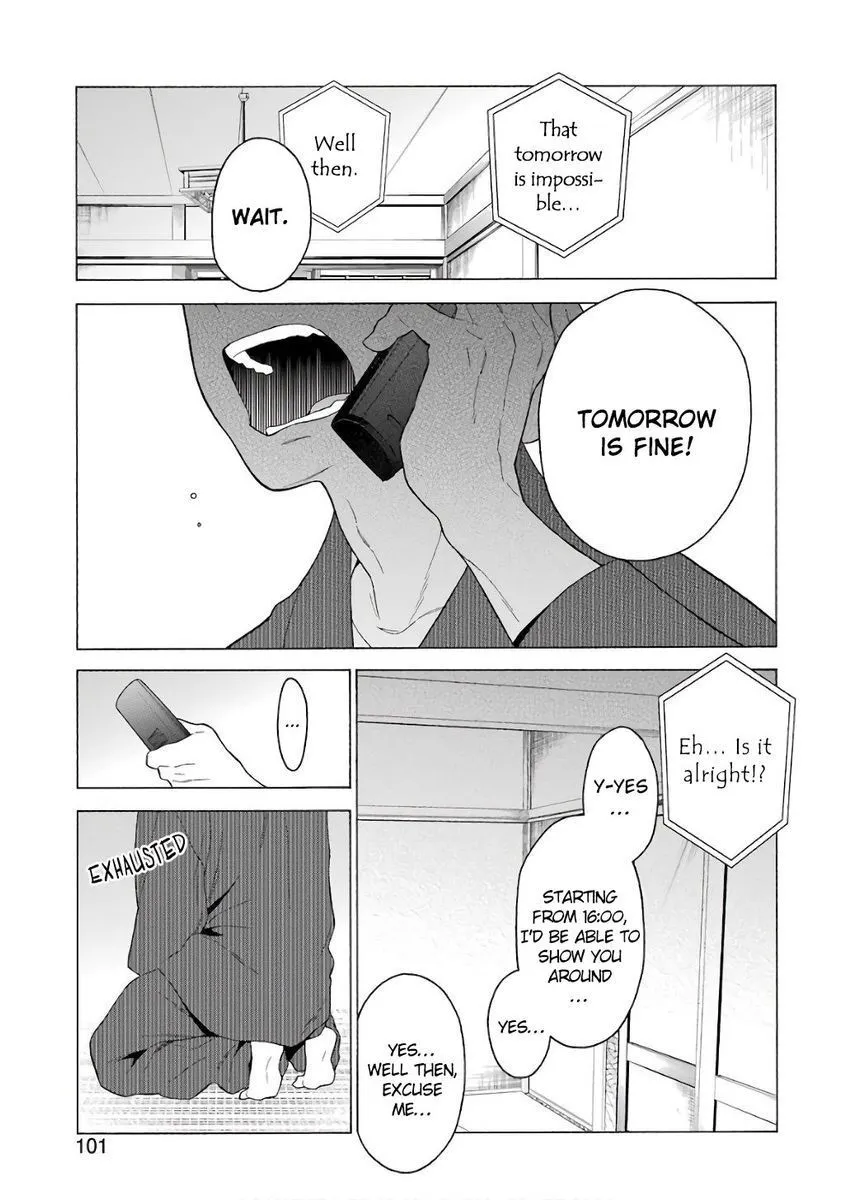 That
tomorrow
is impossi-
ble...
Well
then.
WAIT.
TOMORROW
IS FINE!
Eh... Is it
alright!?
Y-YES
...
STARTING
FROM 16:00,
I'D BE ABLE TO
SHOW YOU
AROUND
...
YES...
YES...
WELL THEN,
EXCUSE
ME...
...
EXHAUSTED
101